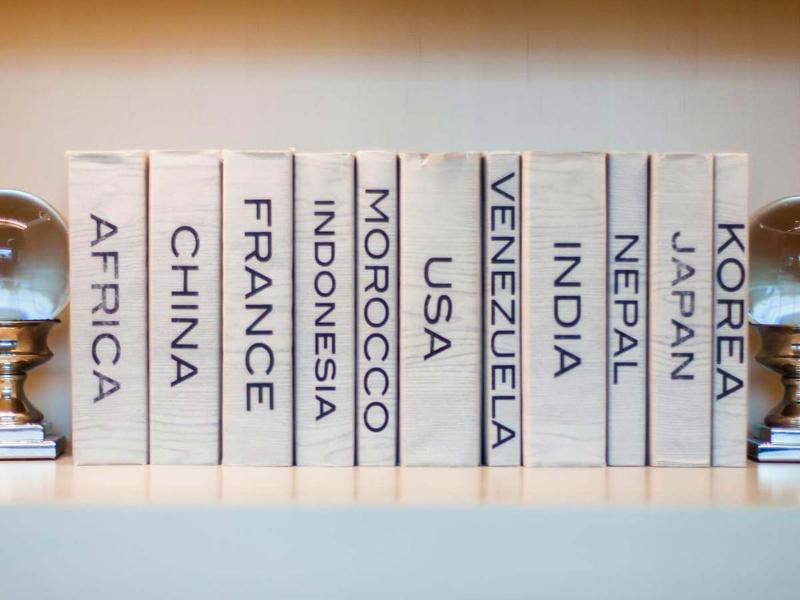 AFRICA
CHINA
FRANCE
INDONESIA
MOROCCO
USA
VENEZUELA
INDIA
NEPAL
JAPAN
KOREA